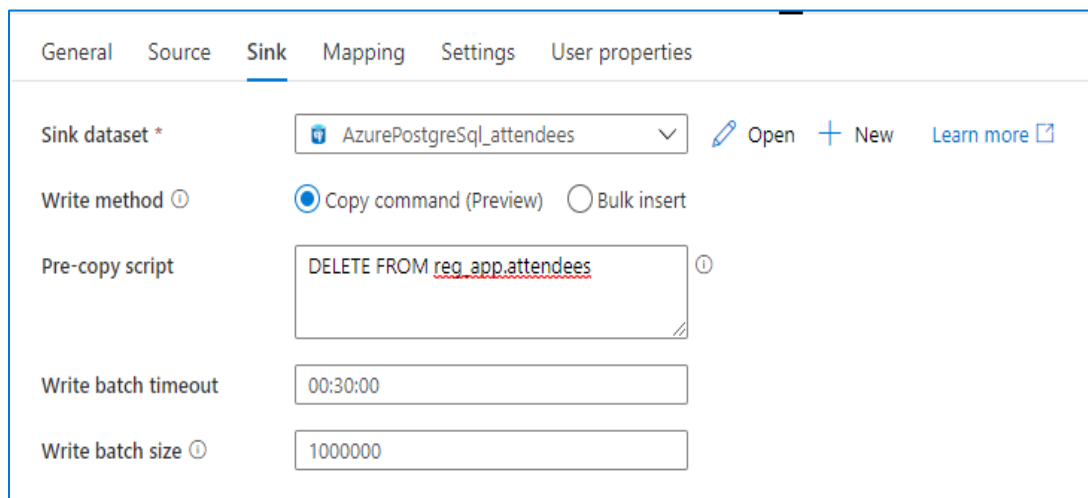 General Source Sink Mapping Settings User properties
Sink dataset * AzurePostgreSql_attendees Open New Learn more
Write method Copy command (Preview) Bulk insert
Pre-copy script DELETE FROM reg_app.attendees
Write batch timeout 00:30:00
Write batch size 1000000